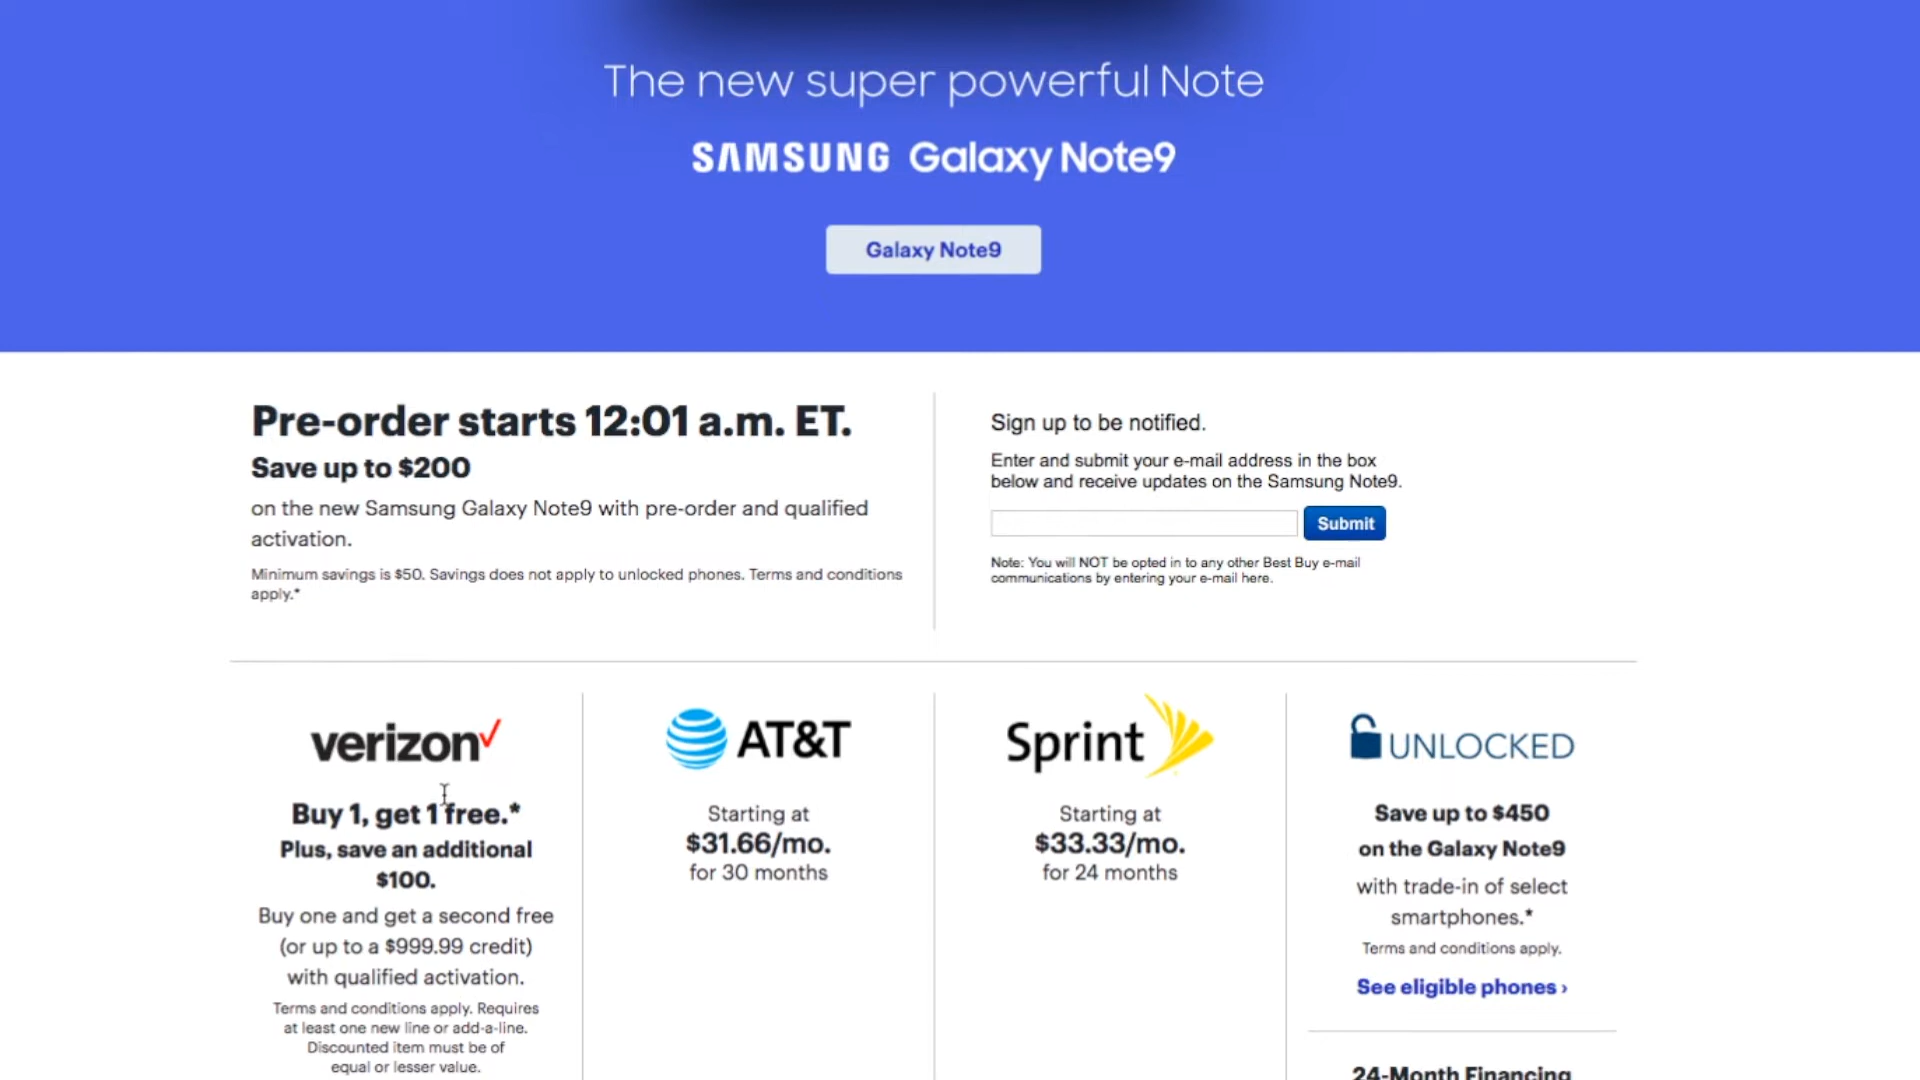 The new super powerful Note
SAMSUNG Galaxy Note9
Galaxy Note9
Pre-order starts 12:01 a.m. ET.
Save up to $200
on the new Samsung Galaxy Note9 with pre-order and qualified
activation.
Minimum savings is $50. Savings does not apply to unlocked phones. Terms and conditions
apply.*
Sign up to be notified.
Enter and submit your e-mail address in the box
below and receive updates on the Samsung Note9.
Submit
Note: You will NOT be opted in to any other Best Buy e-mail
communications by entering your e-mail here.
verizon
Buy 1, get 1 free.*
Plus, save an additional
$100.
Buy one and get a second free
(or up to a $999.99 credit)
with qualified activation.
Terms and conditions apply. Requires
at least one new line or add-a-line.
Discounted item must be of
equal or lesser value.
AT&T
Starting at
$31.66/mo.
for 30 months
Sprint
Starting at
$33.33/mo.
for 24 months
UNLOCKED
Save up to $450
on the Galaxy Note9
with trade-in of select
smartphones.*
Terms and conditions apply.
See eligible phones ›
24-Month Financing